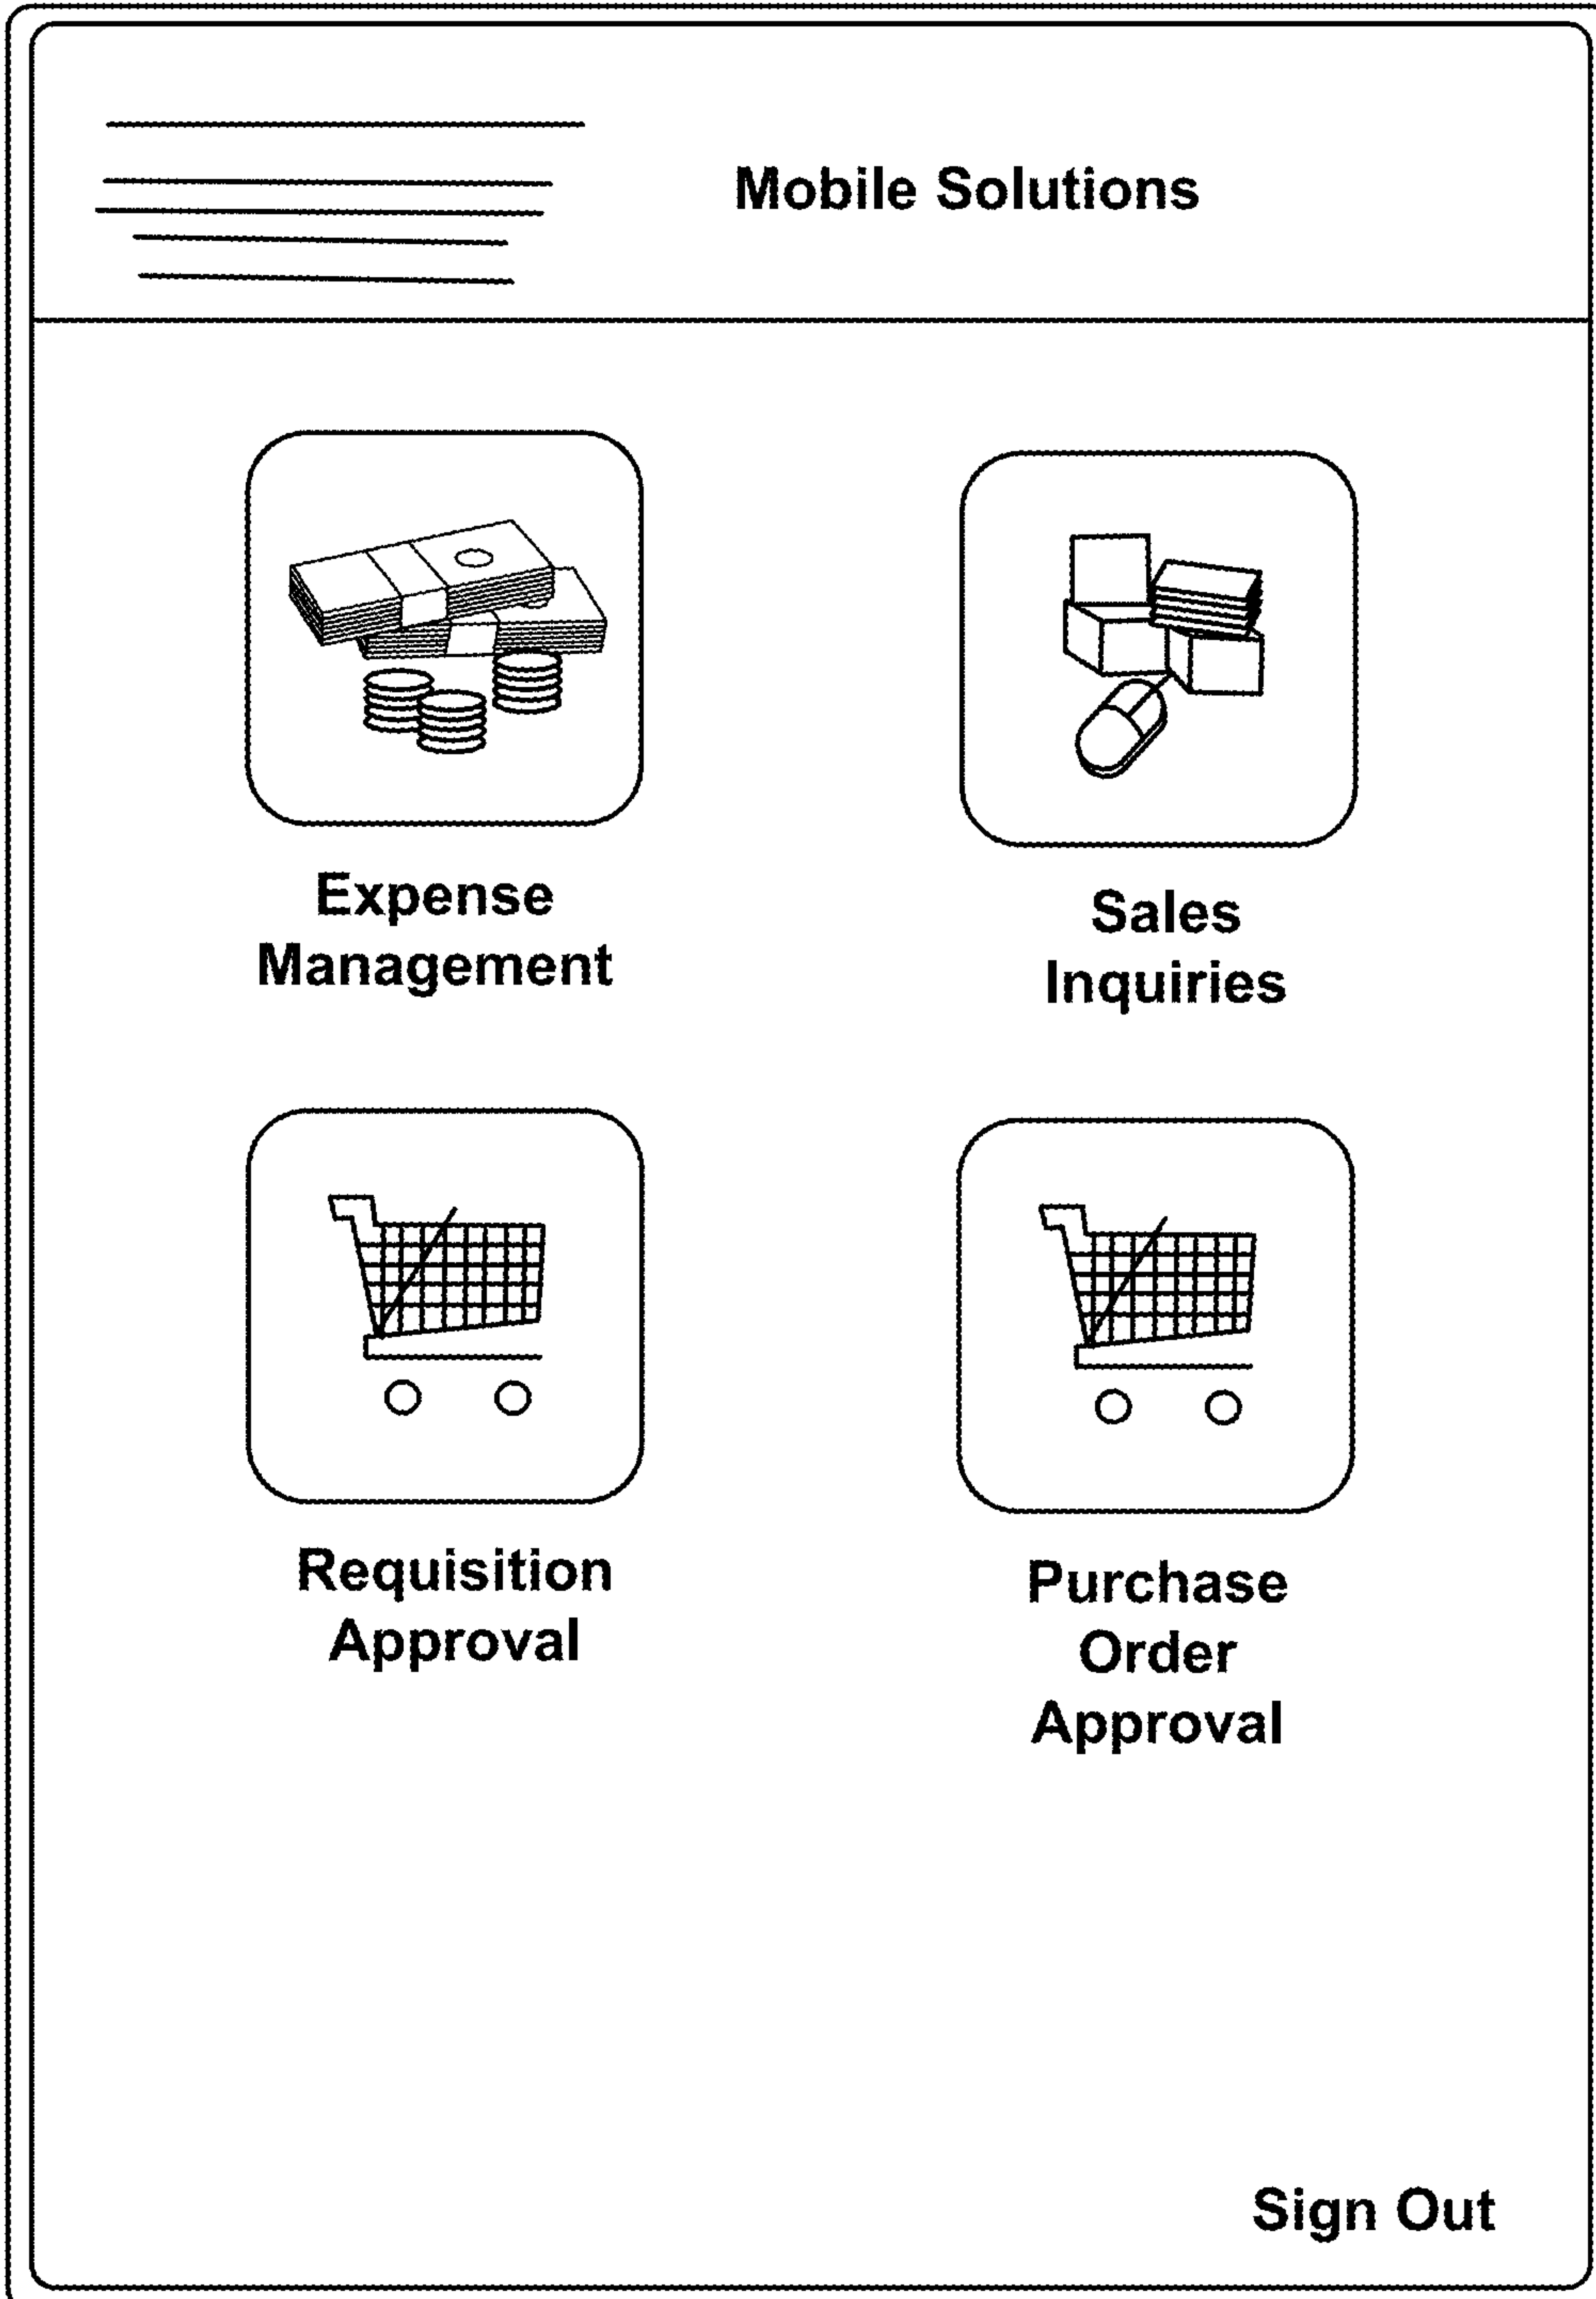 Mobile Solutions
Expense
Management
Sales
Inquiries
Requisition
Approval
Purchase
Order
Approval
Sign Out